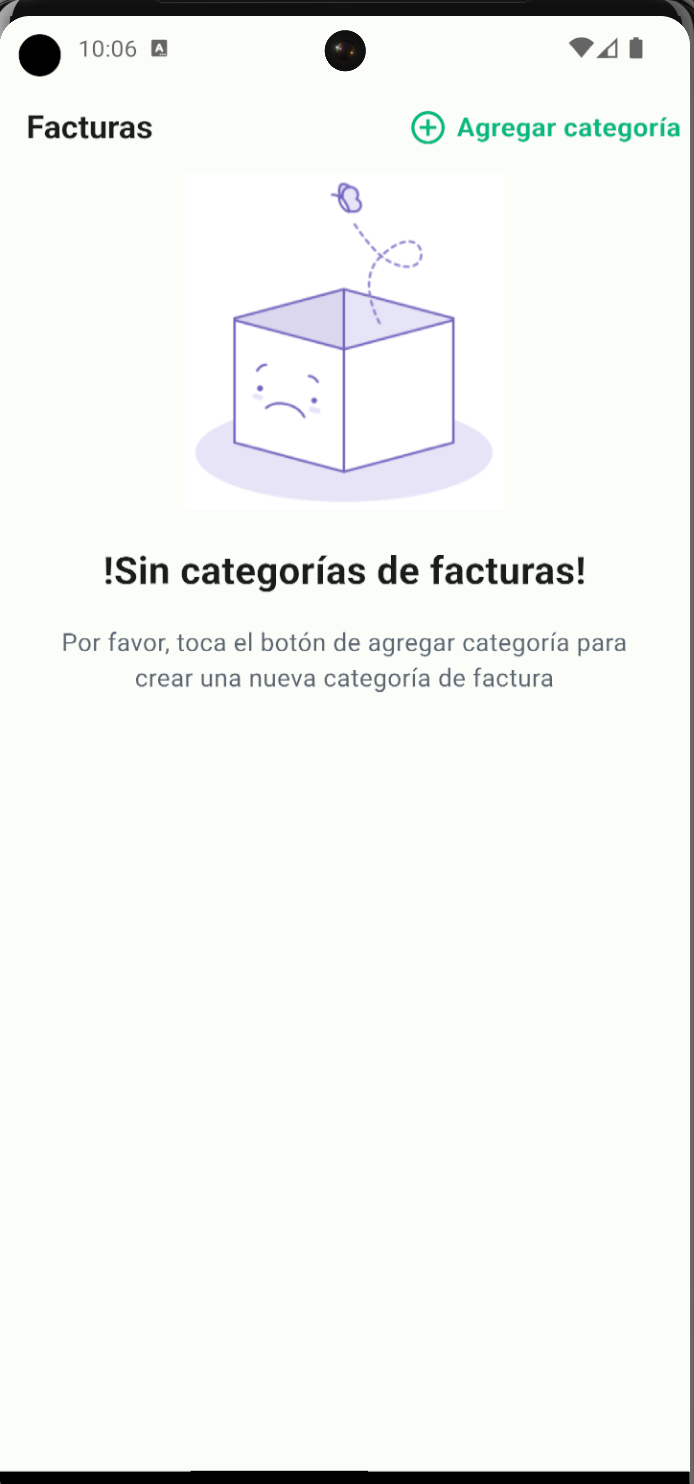 10:06
Facturas
Agregar categoría
!Sin categorías de facturas!
Por favor, toca el botón de agregar categoría para
crear una nueva categoría de factura